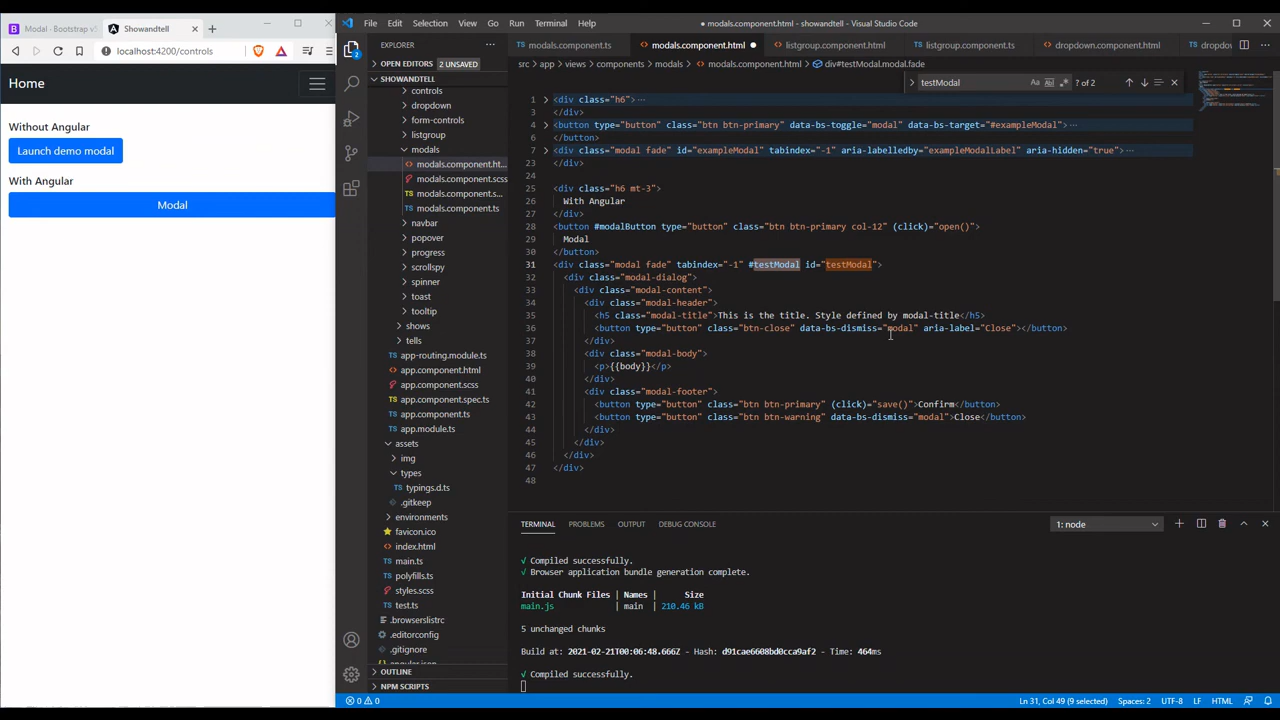 Modal · Bootstrap v
Showandtell
localhost:4200/controls
Home
Without Angular
Launch demo modal
With Angular
Modal
File Edit Selection View Go Run Terminal Help
● modals.component.html - showandtell - Visual Studio Code
EXPLORER
OPEN EDITORS 2 UNSAVED
SHOWANDTELL
controls
dropdown
form-controls
listgroup
modals
modals.component.ht...
modals.component.scss
modals.component.s...
modals.component.ts
navbar
popover
progress
scrollspy
spinner
toast
tooltip
shows
tells
app-routing.module.ts
app.component.html
app.component.scss
app.component.spec.ts
app.component.ts
app.module.ts
assets
img
types
typings.d.ts
.gitkeep
environments
favicon.ico
index.html
main.ts
polyfills.ts
styles.scss
test.ts
.browserslistrc
.editorconfig
.gitignore
angular.json
OUTLINE
NPM SCRIPTS
modals.component.ts modals.component.html ● listgroup.component.html listgroup.component.ts dropdown.component.html dropdow
src > app > views > components > modals > modals.component.html > div#testModal.modal.fade
testModal Aa ? of 2
1 <div class="h6">…
3 </div>
4 <button type="button" class="btn btn-primary" data-bs-toggle="modal" data-bs-target="#exampleModal">…
6 </button>
7 <div class="modal fade" id="exampleModal" tabindex="-1" aria-labelledby="exampleModalLabel" aria-hidden="true">…
23 </div>
24
25 <div class="h6 mt-3">
26 With Angular
27 </div>
28 <button #modalButton type="button" class="btn btn-primary col-12" (click)="open()">
29 Modal
30 </button>
31 <div class="modal fade" tabindex="-1" #testModal id="testModal">
32 <div class="modal-dialog">
33 <div class="modal-content">
34 <div class="modal-header">
35 <h5 class="modal-title">This is the title. Style defined by modal-title</h5>
36 <button type="button" class="btn-close" data-bs-dismiss="modal" aria-label="Close"></button>
37 </div>
38 <div class="modal-body">
39 <p>{{body}}</p>
40 </div>
41 <div class="modal-footer">
42 <button type="button" class="btn btn-primary" (click)="save()">Confirm</button>
43 <button type="button" class="btn btn-warning" data-bs-dismiss="modal">Close</button>
44 </div>
45 </div>
46 </div>
47 </div>
48
TERMINAL PROBLEMS OUTPUT DEBUG CONSOLE 1: node
√ Compiled successfully.
√ Browser application bundle generation complete.
Initial Chunk Files | Names | Size
main.js | main | 210.46 kB
5 unchanged chunks
Build at: 2021-02-21T00:06:48.666Z - Hash: d91cae6608bd0cca9af2 - Time: 464ms
√ Compiled successfully.
0 0 Ln 31, Col 49 (9 selected) Spaces: 2 UTF-8 LF HTML